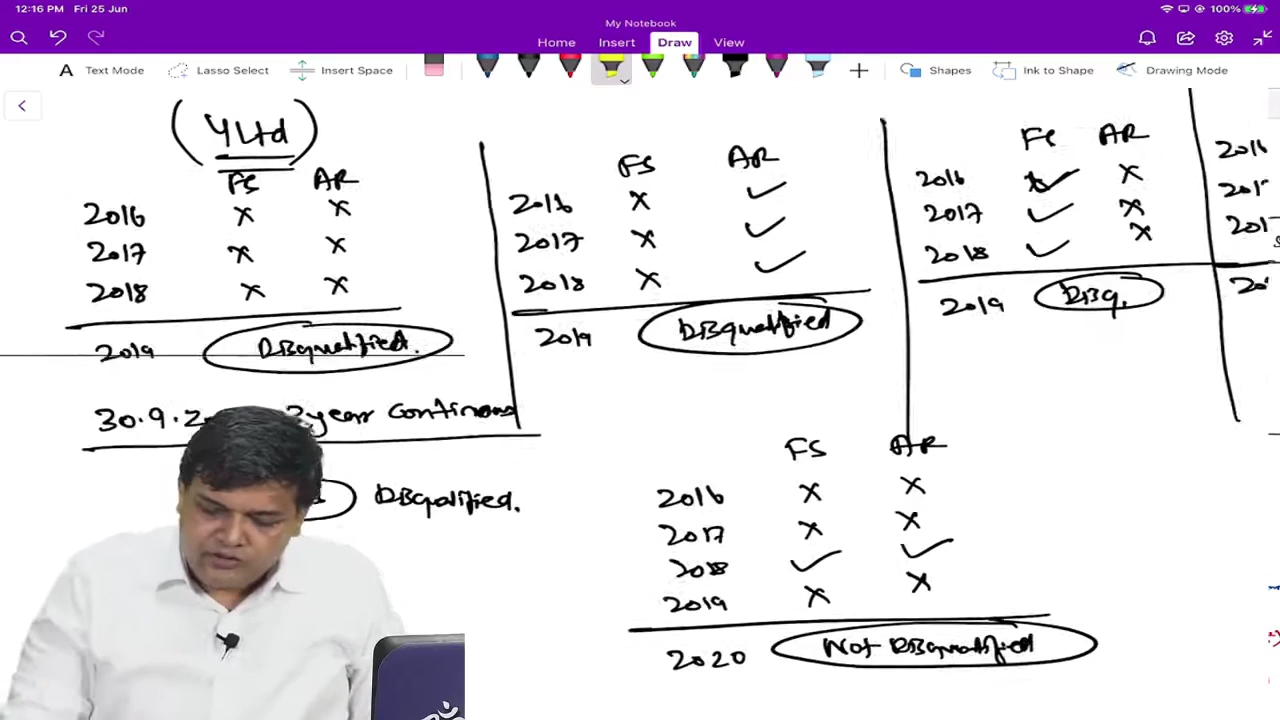 12:16 PM Fri 25 Jun
100%
My Notebook
Home Insert Draw View
Text Mode Lasso Select Insert Space Shapes Ink to Shape Drawing Mode
(Y Ltd)
FS AR
2016 x x
2017 x x
2018 x x
2019 Disqualified.
30.9. year continuous
Disqualified.
FS AR
2016 x ✓
2017 x ✓
2018 x ✓
2019 Disqualified
FS AR
2016 ✓ x
2017 ✓ x
2018 ✓ x
2019 Disq.
2016
201
201
20
FS AR
2016 x x
2017 x x
2018 ✓ ✓
2019 x x
2020 Not Disqualified